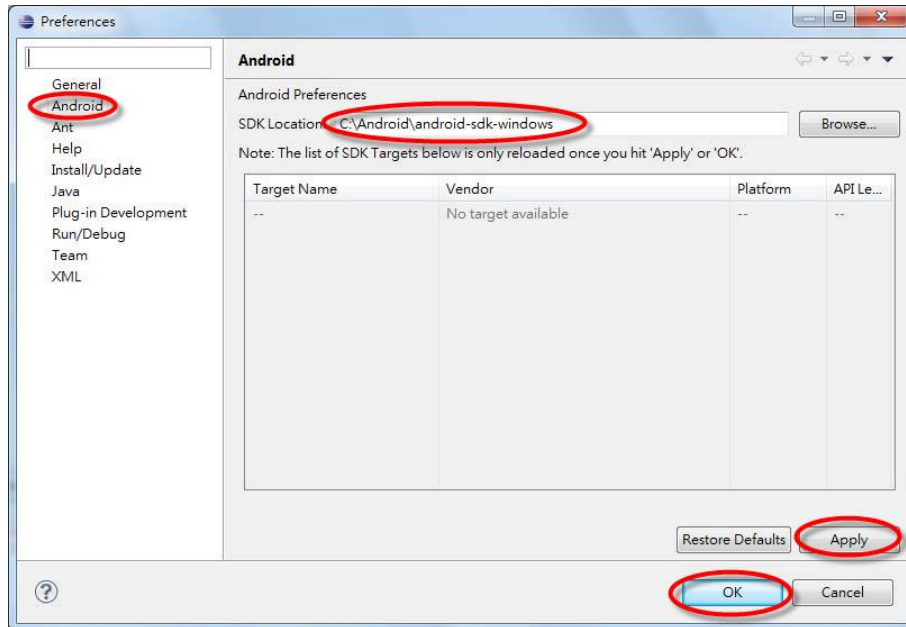 Preferences
General
Android
Ant
Help
Install/Update
Java
Plug-in Development
Run/Debug
Team
XML
Android
Android Preferences
SDK Location: C:\Android\android-sdk-windows Browse...
Note: The list of SDK Targets below is only reloaded once you hit 'Apply' or 'OK'.
Target Name Vendor Platform API Le...
-- No target available -- --
Restore Defaults Apply
? OK Cancel